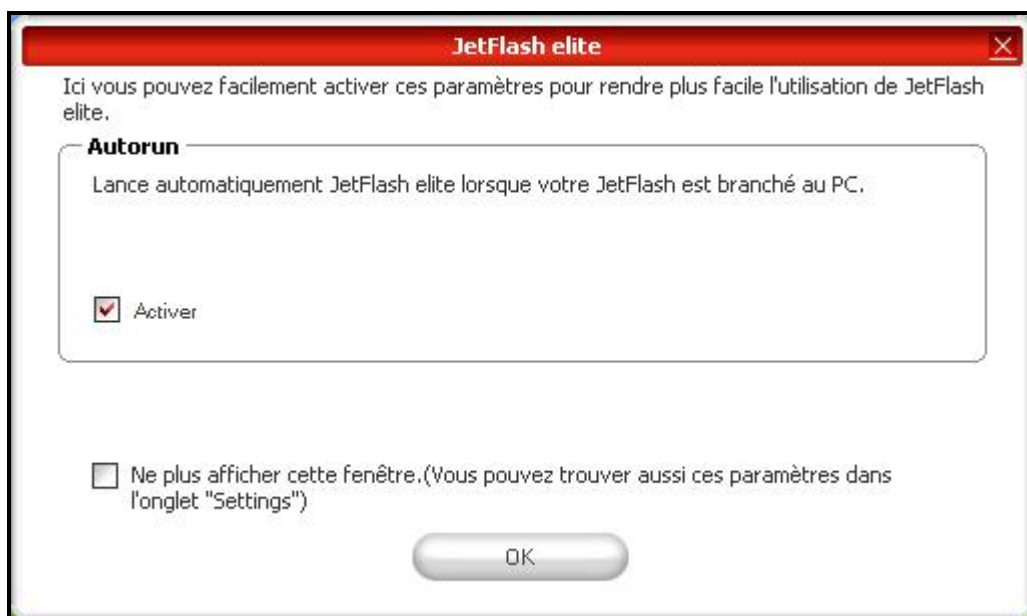 JetFlash elite
Ici vous pouvez facilement activer ces paramètres pour rendre plus facile l'utilisation de JetFlash
elite.
Autorun
Lance automatiquement JetFlash elite lorsque votre JetFlash est branché au PC.
Activer
Ne plus afficher cette fenêtre.(Vous pouvez trouver aussi ces paramètres dans
l'onglet "Settings")
OK